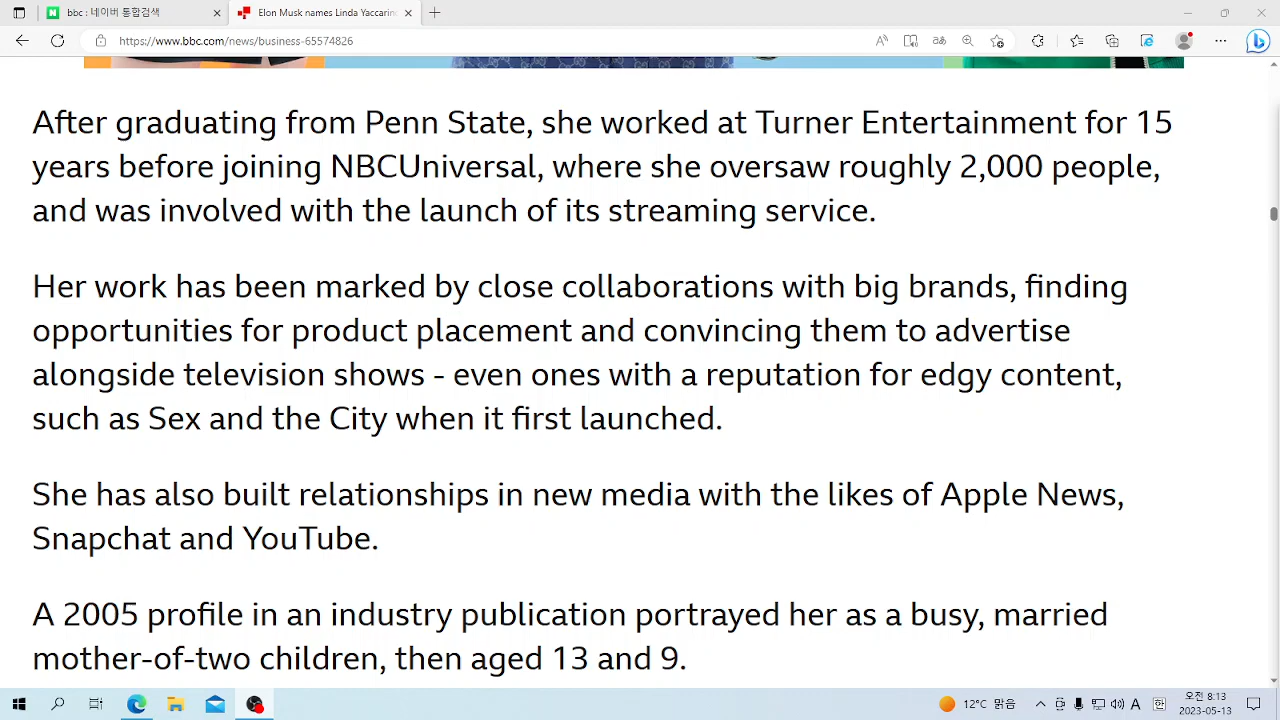 bbc : 네이버 통합검색
Elon Musk names Linda Yaccarin
https://www.bbc.com/news/business-65574826
After graduating from Penn State, she worked at Turner Entertainment for 15
years before joining NBCUniversal, where she oversaw roughly 2,000 people,
and was involved with the launch of its streaming service.
Her work has been marked by close collaborations with big brands, finding
opportunities for product placement and convincing them to advertise
alongside television shows - even ones with a reputation for edgy content,
such as Sex and the City when it first launched.
She has also built relationships in new media with the likes of Apple News,
Snapchat and YouTube.
A 2005 profile in an industry publication portrayed her as a busy, married
mother-of-two children, then aged 13 and 9.
12°C 맑음
A
오전 8:13
2023-05-13